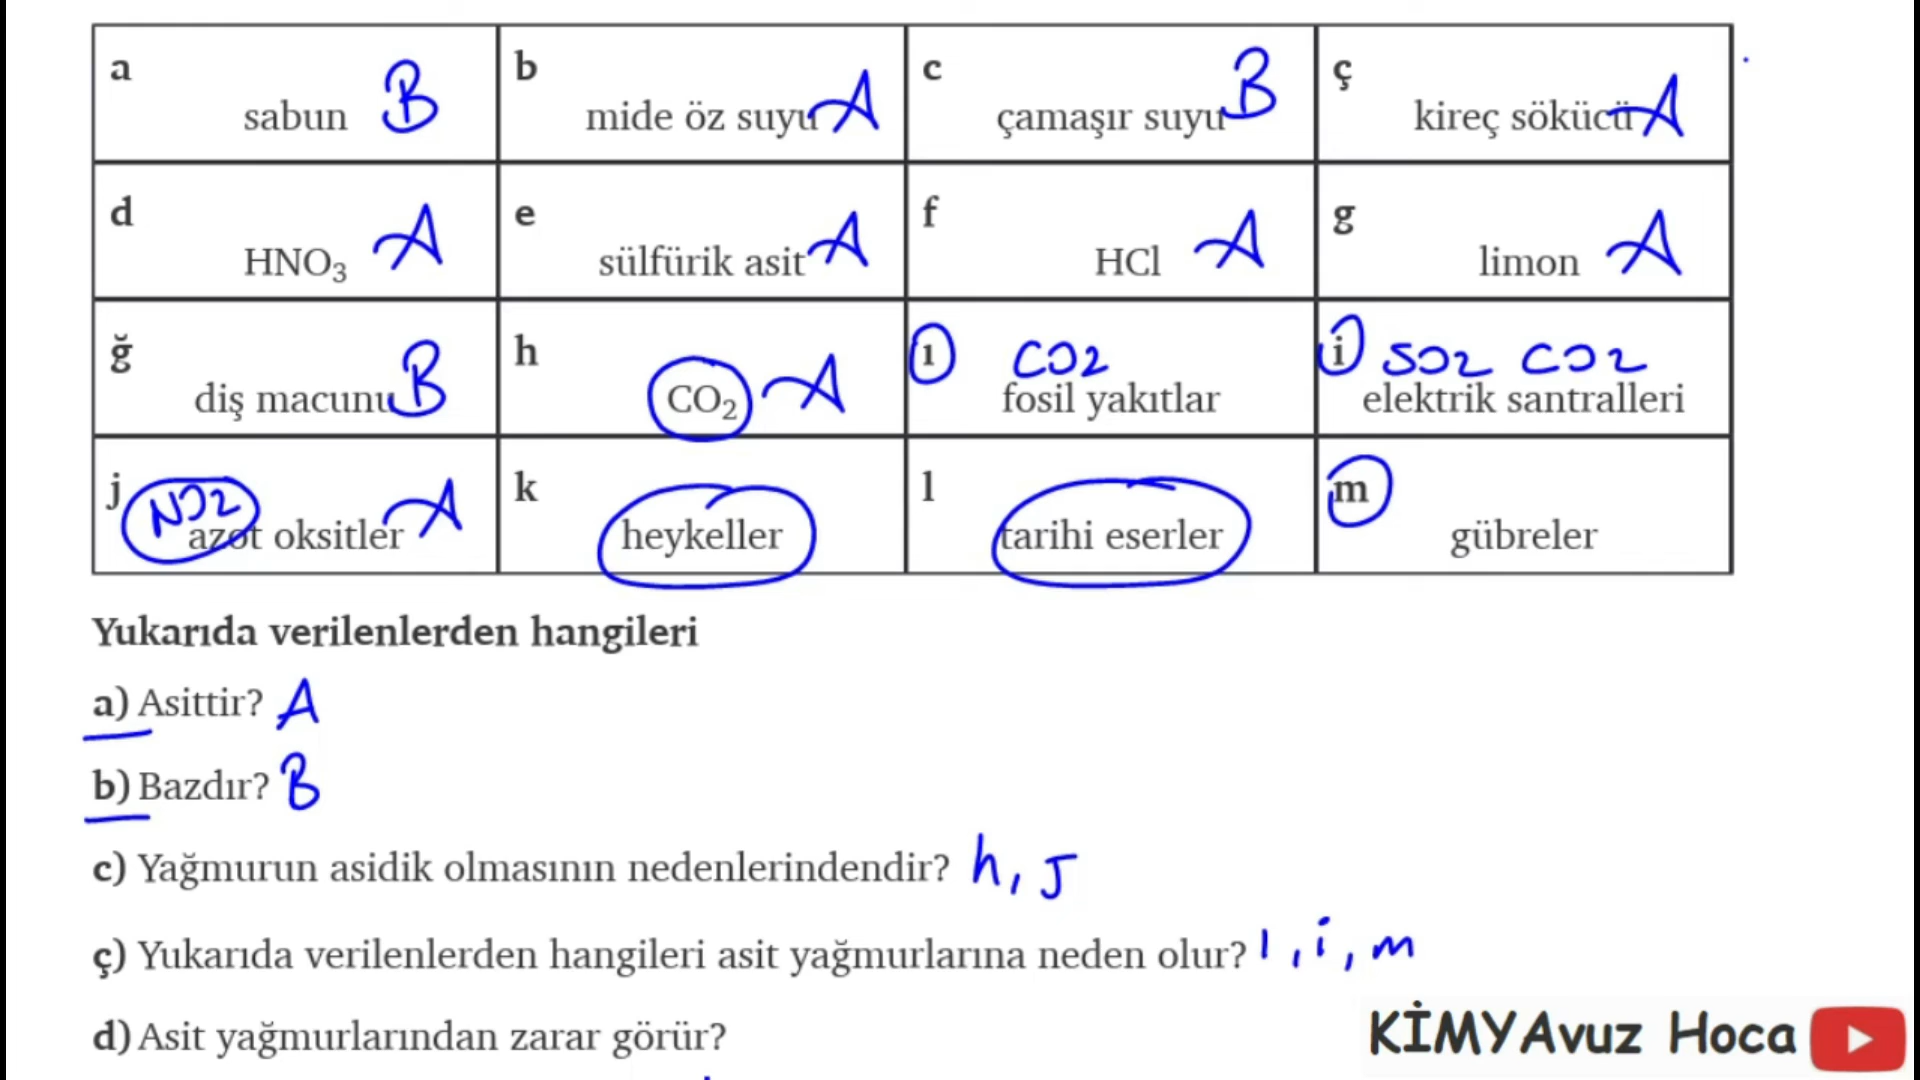 a b c ç
sabun B mide öz suyu A çamaşır suyu B kireç sökücü A
d e f g
HNO₃ A sülfürik asit A HCl A limon A
ğ h ı CO2 i SO2 CO2
diş macunu B CO₂ A fosil yakıtlar elektrik santralleri
j NO2 k l m
azot oksitler A heykeller tarihi eserler gübreler
Yukarıda verilenlerden hangileri
a) Asittir? A
b) Bazdır? B
c) Yağmurun asidik olmasının nedenlerindendir? h, J
ç) Yukarıda verilenlerden hangileri asit yağmurlarına neden olur? ı, i, m
d) Asit yağmurlarından zarar görür?
KİMYAvuz Hoca